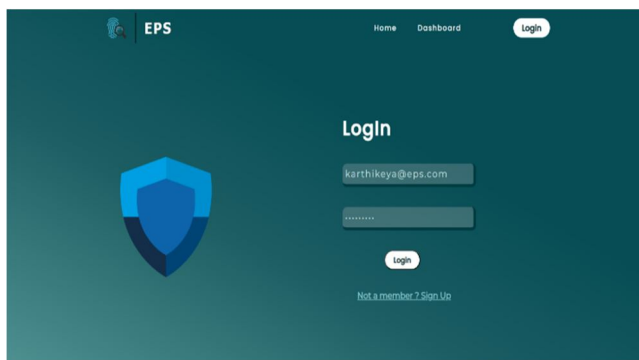 EPS
Home Dashboard Login
LogIn
karthikeya@eps.com
.........
Login
Not a member ? Sign Up